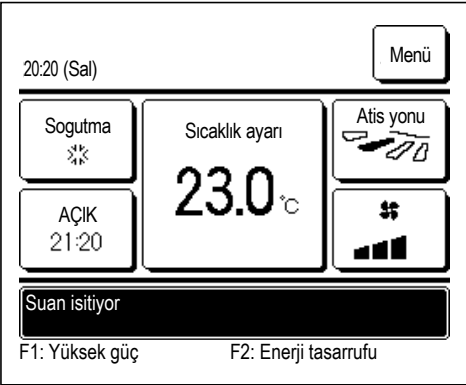 Menü
20:20 (Sal)
Sogutma
Sıcaklık ayarı
Atis yonu
23.0 °C
AÇIK
21:20
Suan isitiyor
F1: Yüksek güç
F2: Enerji tasarrufu